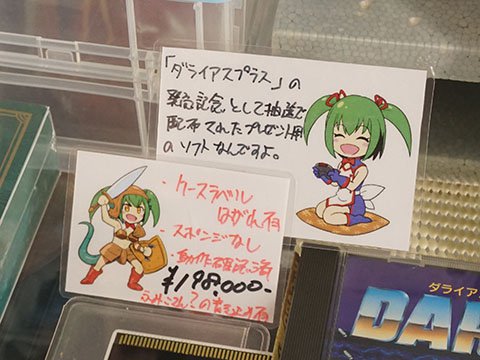 「ダライアスプラス」の
発売記念として抽選で
配布されたプレゼント用
のソフトなんですよ。
・ケースラベル
はがれ有
・スポンジなし
・動作確認済
¥198,000-
ダライアス
DAR